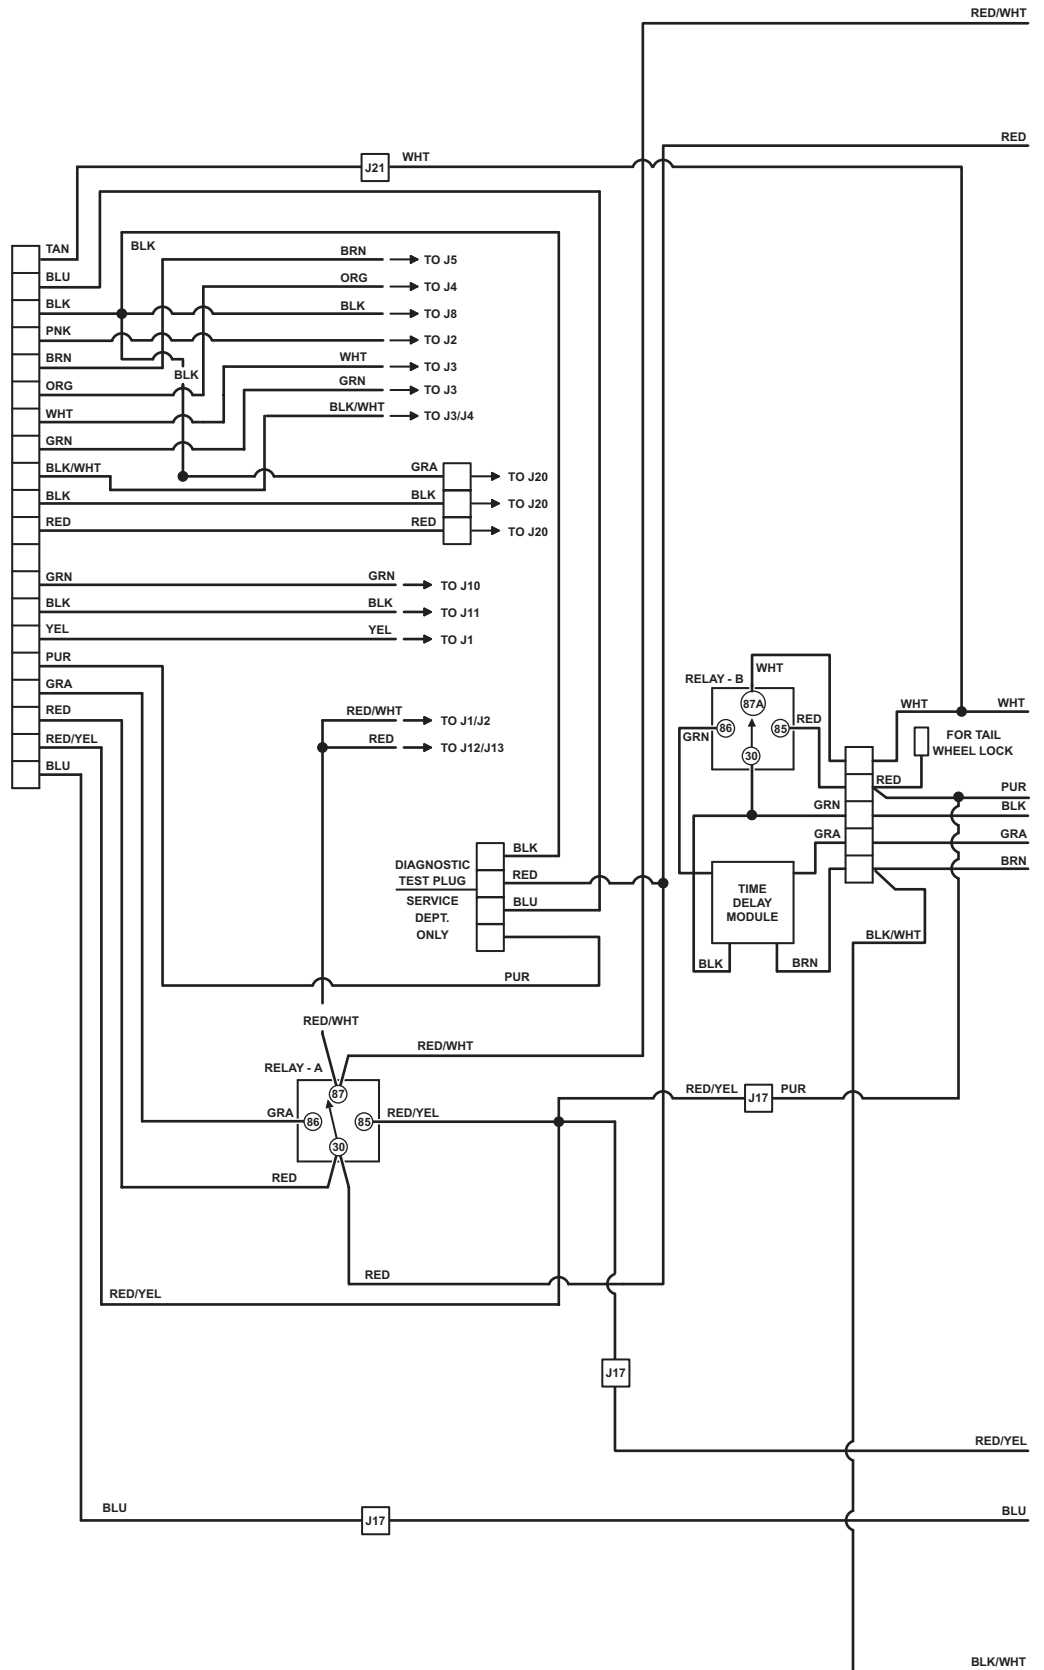 RED/WHT
RED
J21 WHT
TAN
BLK
BRN TO J5
BLU
ORG TO J4
BLK
BLK TO J8
PNK
TO J2
BRN
WHT TO J3
BLK
ORG
GRN TO J3
WHT
BLK/WHT TO J3/J4
GRN
BLK/WHT
GRA TO J20
BLK
BLK TO J20
RED
RED TO J20
GRN
GRN TO J10
BLK
BLK TO J11
YEL
YEL TO J1
PUR
GRA
RED
RED/WHT TO J1/J2
RED/YEL
RED TO J12/J13
BLU
WHT
RELAY - B
87A
86
85
RED
GRN
30
WHT
WHT
FOR TAIL
WHEEL LOCK
RED
PUR
GRN
BLK
GRA
GRA
BRN
TIME
DELAY
MODULE
BLK
BRN
BLK/WHT
DIAGNOSTIC
TEST PLUG
SERVICE
DEPT.
ONLY
BLK
RED
BLU
PUR
RED/WHT
RED/WHT
RELAY - A
87
GRA
86
85
RED/YEL
30
RED/YEL J17 PUR
RED
RED
RED/YEL
J17
RED/YEL
BLU
J17
BLU
BLK/WHT